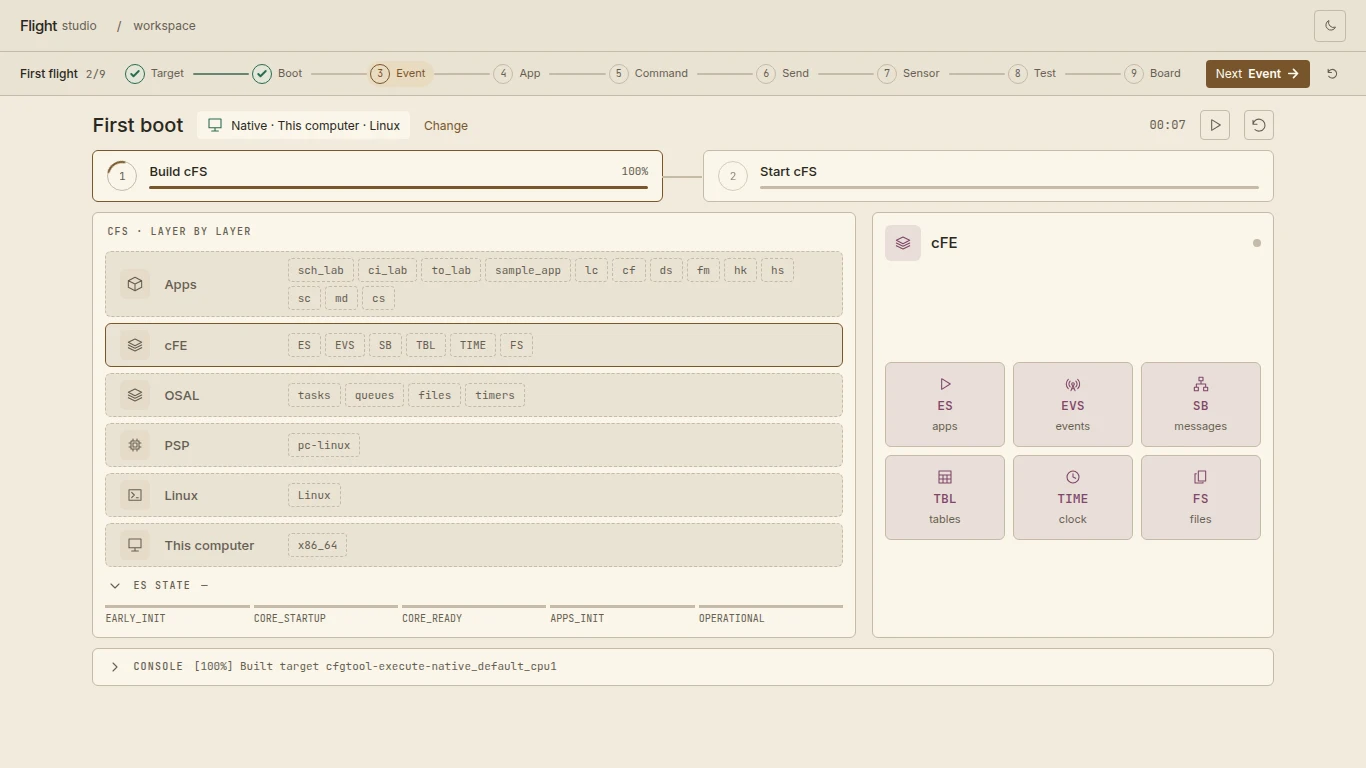 Flight studio / workspace
First flight 2/9 Target Boot 3 Event 4 App 5 Command 6 Send 7 Sensor 8 Test 9 Board Next Event →
First boot Native · This computer · Linux Change 00:07
1 Build cFS 100%
2 Start cFS
CFS · LAYER BY LAYER
Apps sch_lab ci_lab to_lab sample_app lc cf ds fm hk hs
sc md cs
cFE ES EVS SB TBL TIME FS
OSAL tasks queues files timers
PSP pc-linux
Linux Linux
This computer x86_64
ES STATE —
EARLY_INIT CORE_STARTUP CORE_READY APPS_INIT OPERATIONAL
cFE
ES EVS SB
apps events messages
TBL TIME FS
tables clock files
CONSOLE [100%] Built target cfgtool-execute-native_default_cpu1